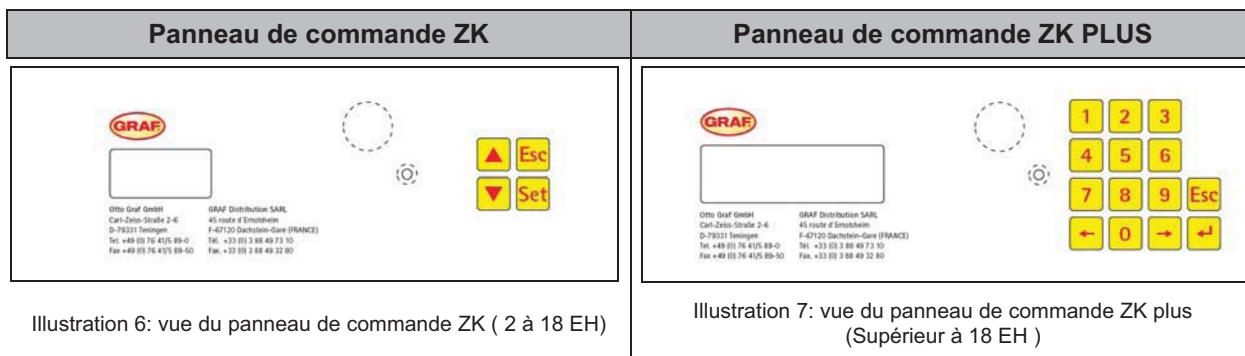 Panneau de commande ZK
Panneau de commande ZK PLUS
GRAF
▲ Esc
▼ Set
Otto Graf GmbH
Carl-Zeiss-Straße 2-6
D-79331 Teningen
Tel. +49 (0) 76 41/5 89-0
Fax +49 (0) 76 41/5 89-50
GRAF Distribution SARL
45 route d'Ernolsheim
F-67120 Dachstein-Gare (FRANCE)
Tél. +33 (0) 3 88 49 73 10
Fax. +33 (0) 3 88 49 32 80
Illustration 6: vue du panneau de commande ZK ( 2 à 18 EH)
GRAF
1 2 3
4 5 6
7 8 9 Esc
← 0 → ↵
Otto Graf GmbH
Carl-Zeiss-Straße 2-6
D-79331 Teningen
Tel. +49 (0) 76 41/5 89-0
Fax +49 (0) 76 41/5 89-50
GRAF Distribution SARL
45 route d'Ernolsheim
F-67120 Dachstein-Gare (FRANCE)
Tél. +33 (0) 3 88 49 73 10
Fax. +33 (0) 3 88 49 32 80
Illustration 7: vue du panneau de commande ZK plus
(Supérieur à 18 EH )